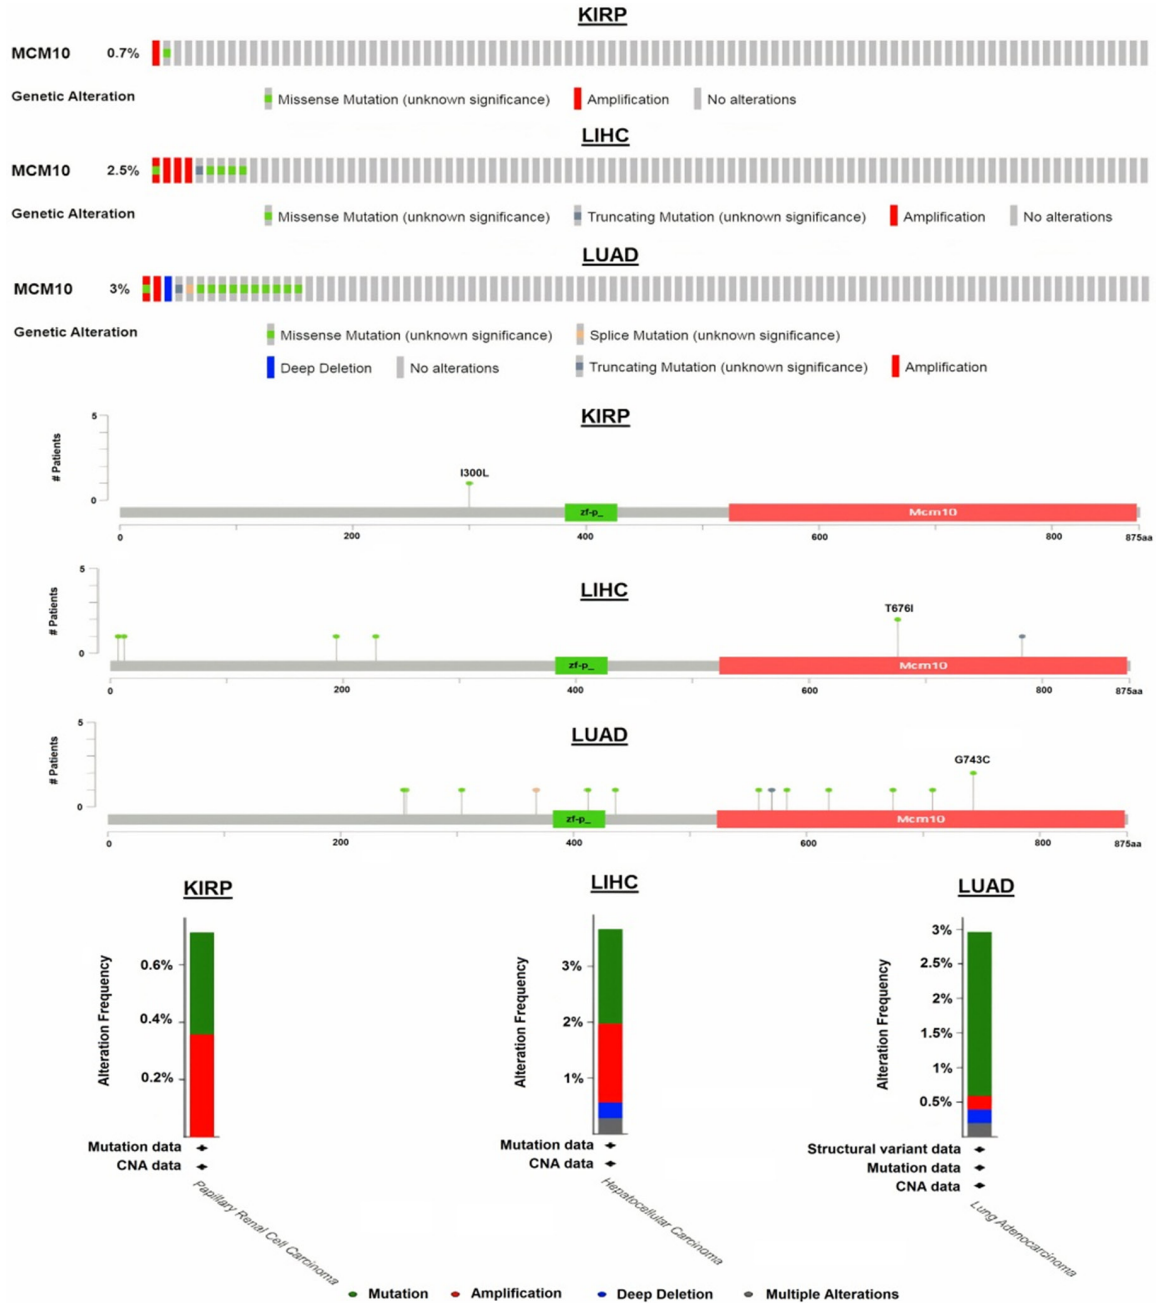 KIRP
MCM10 0.7%
Genetic Alteration Missense Mutation (unknown significance) Amplification No alterations
LIHC
MCM10 2.5%
Genetic Alteration Missense Mutation (unknown significance) Truncating Mutation (unknown significance) Amplification No alterations
LUAD
MCM10 3%
Genetic Alteration Missense Mutation (unknown significance) Splice Mutation (unknown significance)
Deep Deletion No alterations Truncating Mutation (unknown significance) Amplification
KIRP
5
# Patients
I300L
0
zf-p_ Mcm10
0 200 400 600 800 875aa
LIHC
5
# Patients
T676I
0
zf-p_ Mcm10
0 200 400 600 800 875aa
LUAD
5
# Patients
G743C
0
zf-p_ Mcm10
0 200 400 600 800 875aa
KIRP
Alteration Frequency
0.6%
0.4%
0.2%
Mutation data
CNA data
Papillary Renal Cell Carcinoma
LIHC
Alteration Frequency
3%
2%
1%
Mutation data
CNA data
Hepatocellular Carcinoma
LUAD
Alteration Frequency
3%
2.5%
2%
1.5%
1%
0.5%
Structural variant data
Mutation data
CNA data
Lung Adenocarcinoma
Mutation Amplification Deep Deletion Multiple Alterations